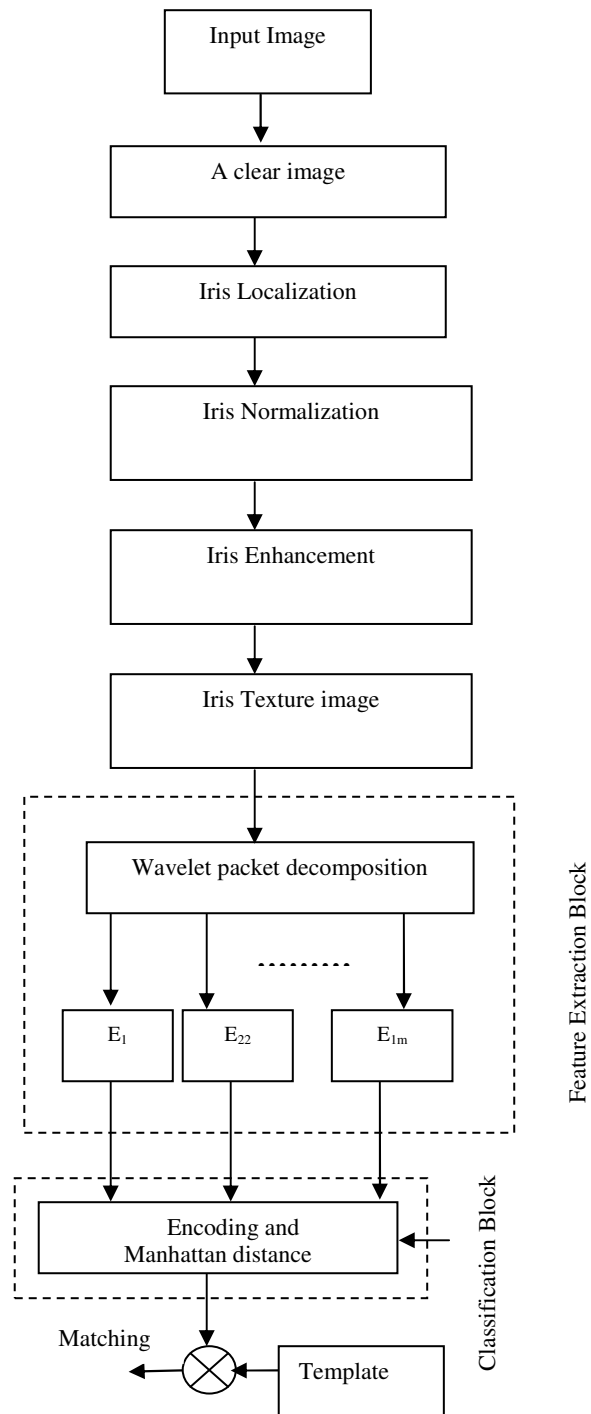 Input Image
A clear image
Iris Localization
Iris Normalization
Iris Enhancement
Iris Texture image
Wavelet packet decomposition
.........
E₁
E₂₂
E₁ₘ
Feature Extraction Block
Encoding and
Manhattan distance
Classification Block
Matching
Template